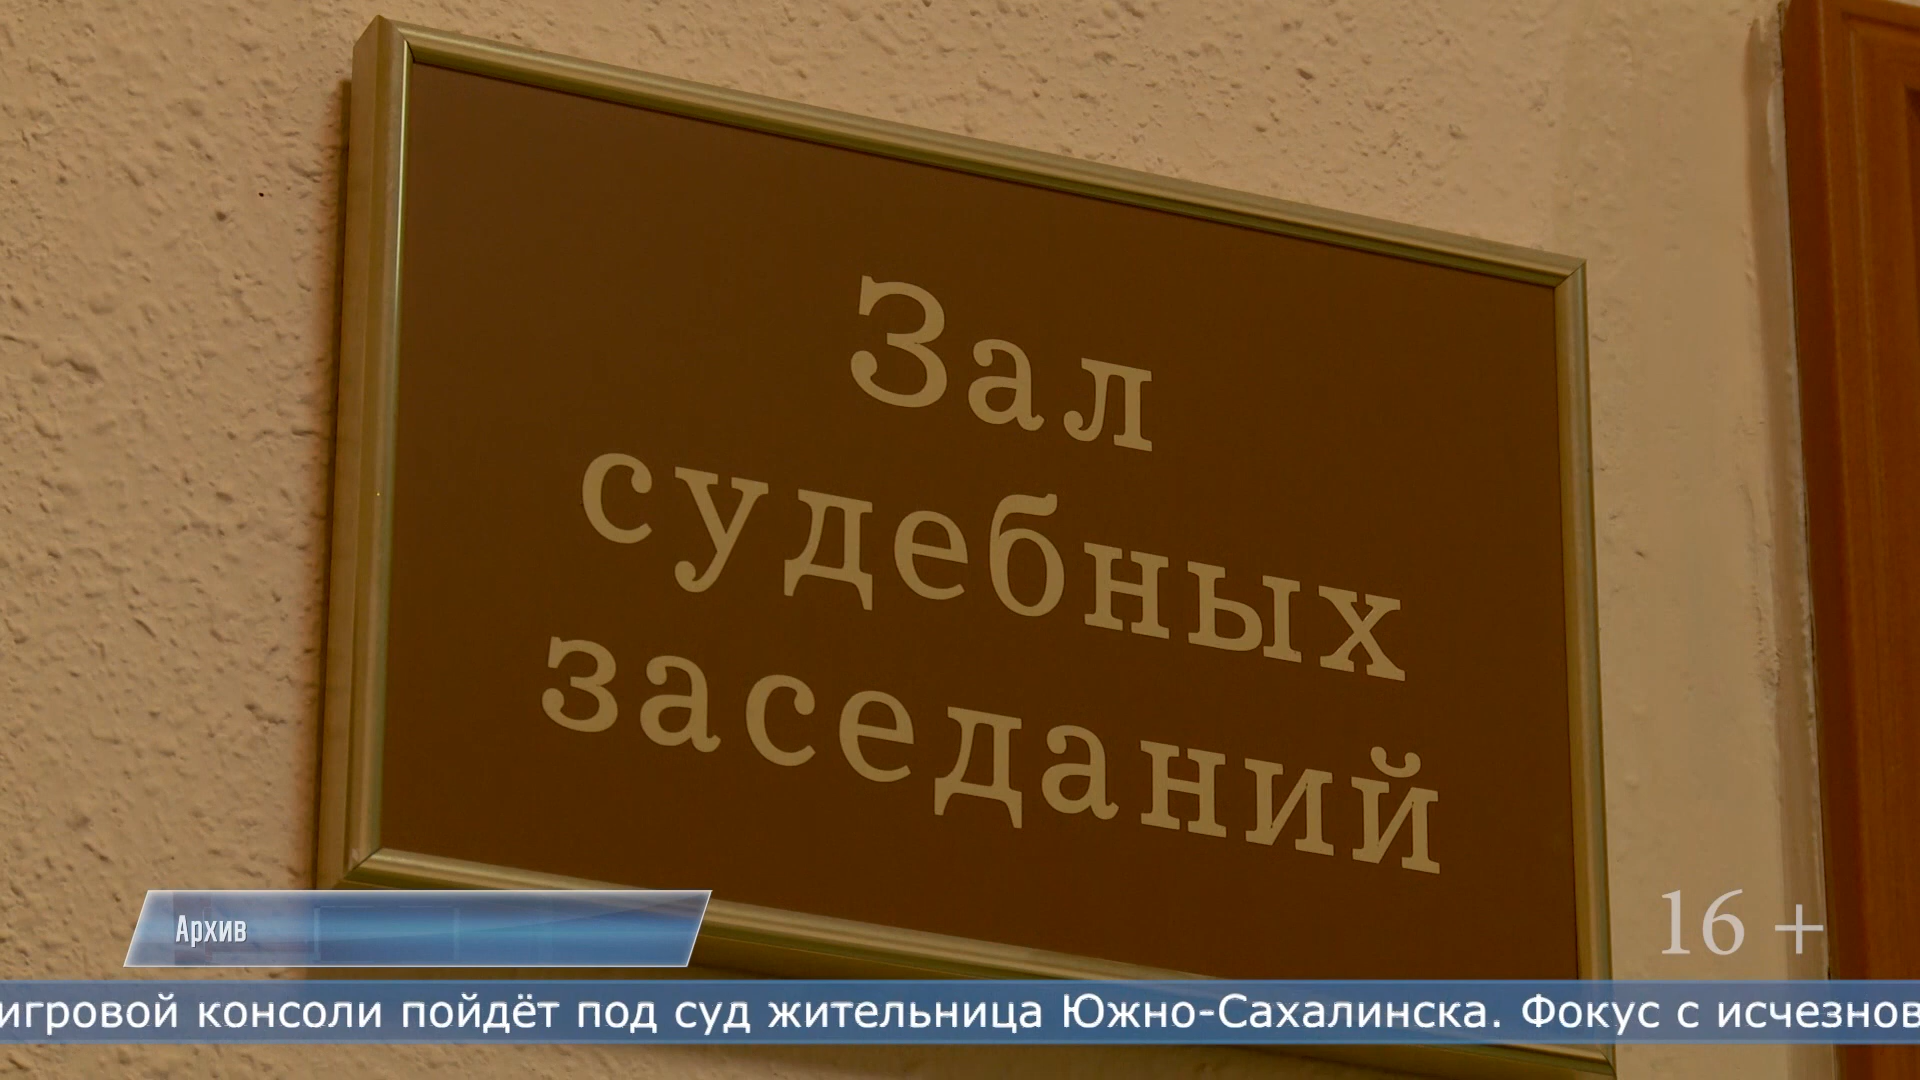 Зал
судебных
заседаний
Архив
16 +
игровой консоли пойдёт под суд жительница Южно-Сахалинска. Фокус с исчезнов